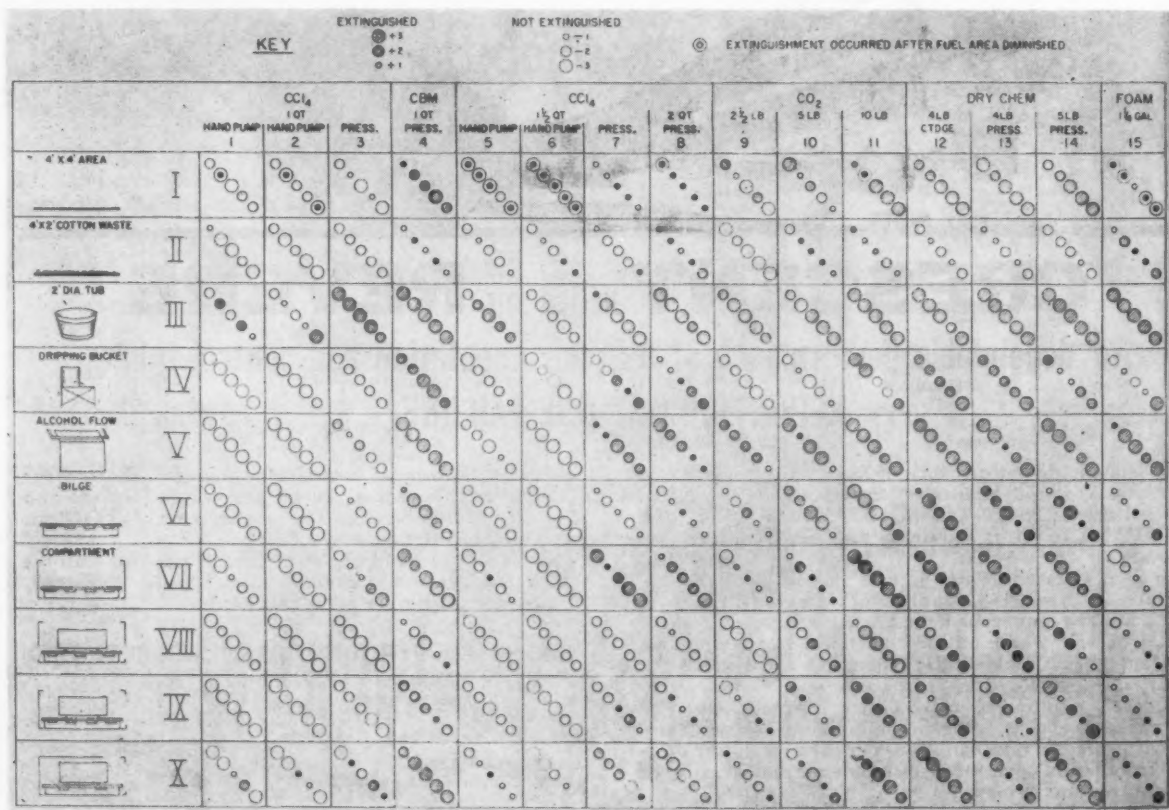 KEY
EXTINGUISHED
+3
+2
+1
NOT EXTINGUISHED
-1
-2
-3
EXTINGUISHMENT OCCURRED AFTER FUEL AREA DIMINISHED
CCl4 CBM CCl4 CO2 DRY CHEM FOAM
1 QT 1 QT 1 1/2 QT 2 QT 2 1/2 LB 5 LB 10 LB 4 LB 4 LB 5 LB GAL
HAND PUMP HAND PUMP PRESS. PRESS. HAND PUMP HAND PUMP PRESS. PRESS. CTDGE PRESS. PRESS.
1 2 3 4 5 6 7 8 9 10 11 12 13 14 15
4' X 4' AREA I
4'X2' COTTON WASTE II
2' DIA. TUB III
DRIPPING BUCKET IV
ALCOHOL FLOW V
BILGE VI
COMPARTMENT VII
VIII
IX
X